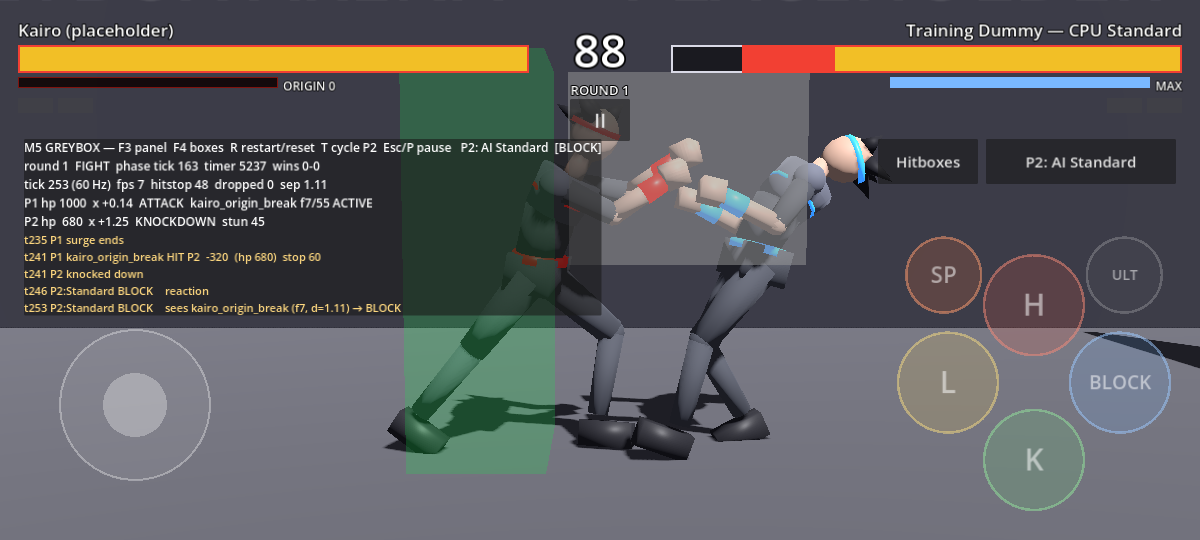 Kairo (placeholder)
88
Training Dummy — CPU Standard
ORIGIN 0
MAX
ROUND 1
M5 GREYBOX — F3 panel F4 boxes R restart/reset T cycle P2 Esc/P pause P2: AI Standard [BLOCK]
round 1 FIGHT phase tick 163 timer 5237 wins 0-0
tick 253 (60 Hz) fps 7 hitstop 48 dropped 0 sep 1.11
P1 hp 1000 x +0.14 ATTACK kairo_origin_break f7/55 ACTIVE
P2 hp 680 x +1.25 KNOCKDOWN stun 45
t235 P1 surge ends
t241 P1 kairo_origin_break HIT P2 -320 (hp 680) stop 60
t241 P2 knocked down
t246 P2:Standard BLOCK reaction
t253 P2:Standard BLOCK sees kairo_origin_break (f7, d=1.11) → BLOCK
Hitboxes
P2: AI Standard
SP
H
ULT
L
BLOCK
K